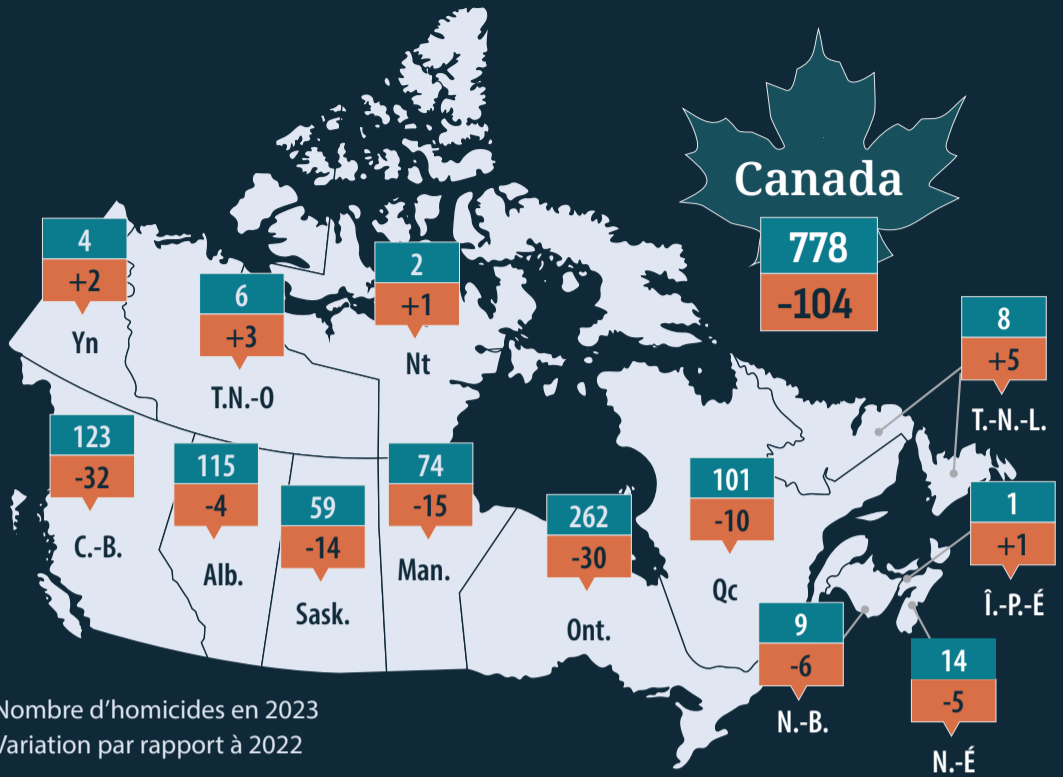 Canada
778
-104
4
+2
Yn
6
+3
T.N.-O
2
+1
Nt
8
+5
T.-N.-L.
123
-32
C.-B.
115
-4
Alb.
59
-14
Sask.
74
-15
Man.
262
-30
Ont.
101
-10
Qc
1
+1
Î.-P.-É
9
-6
N.-B.
14
-5
N.-É
Nombre d’homicides en 2023
Variation par rapport à 2022